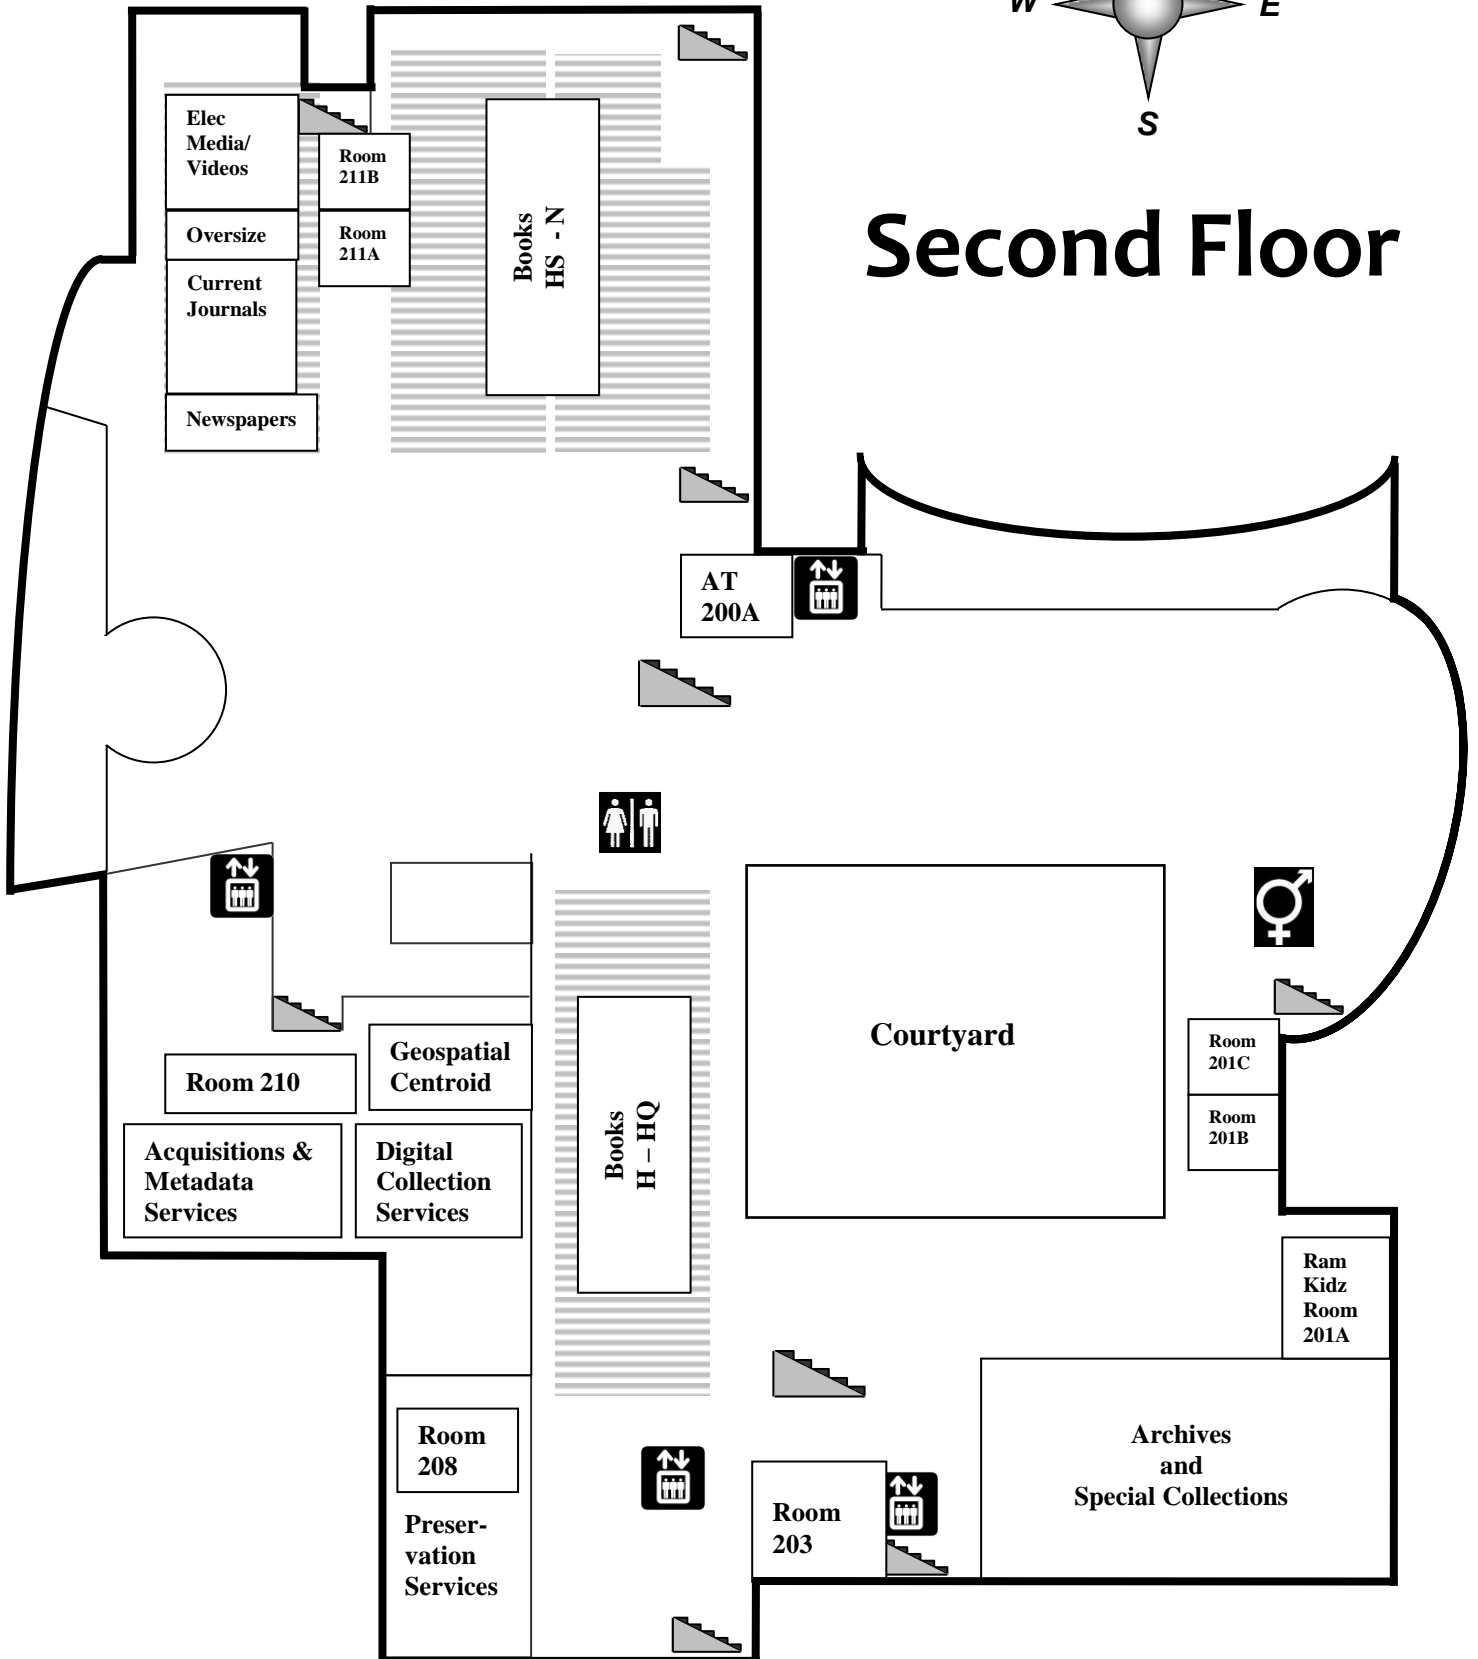 W
E
S
Second Floor
Elec
Media/
Videos
Room
211B
Oversize
Room
211A
Current
Journals
Newspapers
Books
HS - N
AT
200A
Courtyard
Room
201C
Room
201B
Geospatial
Centroid
Room 210
Acquisitions &
Metadata
Services
Digital
Collection
Services
Books
H – HQ
Ram
Kidz
Room
201A
Room
208
Preser-
vation
Services
Room
203
Archives
and
Special Collections